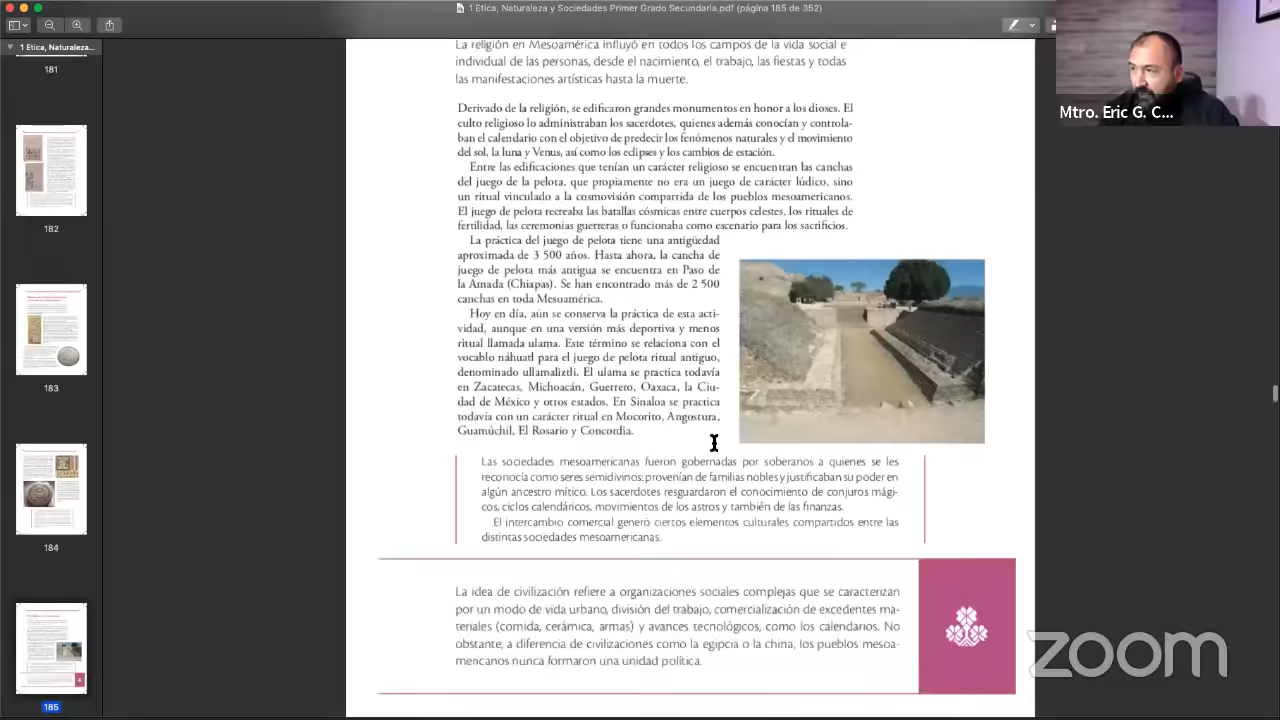 1 Etica, Naturaleza y Sociedades Primer Grado Secundaria.pdf (página 185 de 352)
1 Etica, Naturaleza...
181
182
183
184
185
La religión en Mesoamérica influyó en todos los campos de la vida social e
individual de las personas, desde el nacimiento, el trabajo, las fiestas y todas
las manifestaciones artísticas hasta la muerte.
Derivado de la religión, se edificaron grandes monumentos en honor a los dioses. El
culto religioso lo administraban los sacerdotes, quienes además conocían y controla-
ban el calendario con el objetivo de predecir los fenómenos naturales y el movimiento
del sol, la luna y Venus, así como los eclipses y los cambios de estación.
Entre las edificaciones que tenían un carácter religioso se encuentran las canchas
del juego de la pelota, que propiamente no era un juego de carácter lúdico, sino
un ritual vinculado a la cosmovisión compartida de los pueblos mesoamericanos.
El juego de pelota recreaba las batallas cósmicas entre cuerpos celestes, los rituales de
fertilidad, las ceremonias guerreras o funcionaba como escenario para los sacrificios.
La práctica del juego de pelota tiene una antigüedad
aproximada de 3 500 años. Hasta ahora, la cancha de
juego de pelota más antigua se encuentra en Paso de
la Amada (Chiapas). Se han encontrado más de 2 500
canchas en toda Mesoamérica.
Hoy en día, aún se conserva la práctica de esta acti-
vidad, aunque en una versión más deportiva y menos
ritual llamada ulama. Este término se relaciona con el
vocablo náhuatl para el juego de pelota ritual antiguo,
denominado ullamaliztli. El ulama se practica todavía
en Zacatecas, Michoacán, Guerrero, Oaxaca, la Ciu-
dad de México y otros estados. En Sinaloa se practica
todavía con un carácter ritual en Mocorito, Angostura,
Guamúchil, El Rosario y Concordia.
Las sociedades mesoamericanas fueron gobernadas por soberanos a quienes se les
reconocía como seres semidivinos: provenían de familias nobles y justificaban su poder en
algún ancestro mítico. Los sacerdotes resguardaron el conocimiento de conjuros mági-
cos, ciclos calendáricos, movimientos de los astros y también de las finanzas.
El intercambio comercial generó ciertos elementos culturales compartidos entre las
distintas sociedades mesoamericanas.
La idea de civilización refiere a organizaciones sociales complejas que se caracterizan
por un modo de vida urbano, división del trabajo, comercialización de excedentes ma-
teriales (comida, cerámica, armas) y avances tecnológicos, como los calendarios. No
obstante, a diferencia de civilizaciones como la egipcia o la china, los pueblos mesoa-
mericanos nunca formaron una unidad política.
Mtro. Eric G. C...
zoom